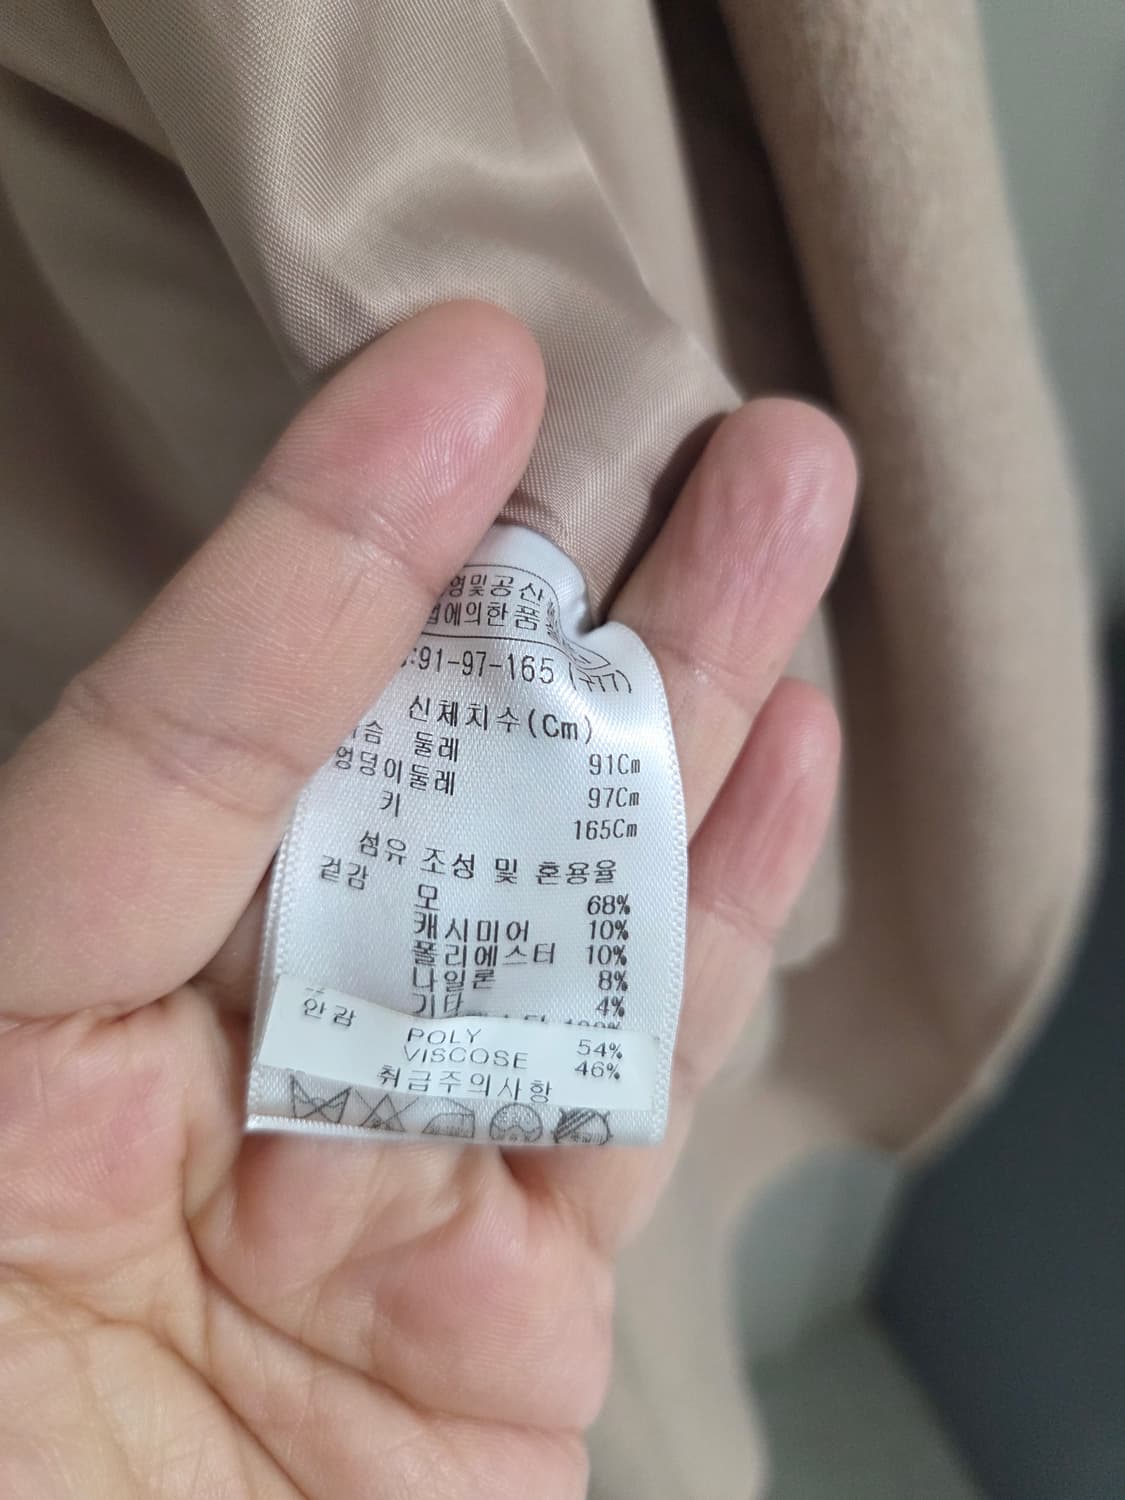 및공산
에의한품
:91-97-165
신체치수(Cm)
둘레 91Cm
엉덩이둘레 97Cm
키 165Cm
섬유 조성 및 혼용율
겉감 모 68%
캐시미어 10%
폴리에스터 10%
나일론 8%
기타 4%
안감 POLY 54%
VISCOSE 46%
취급주의사항